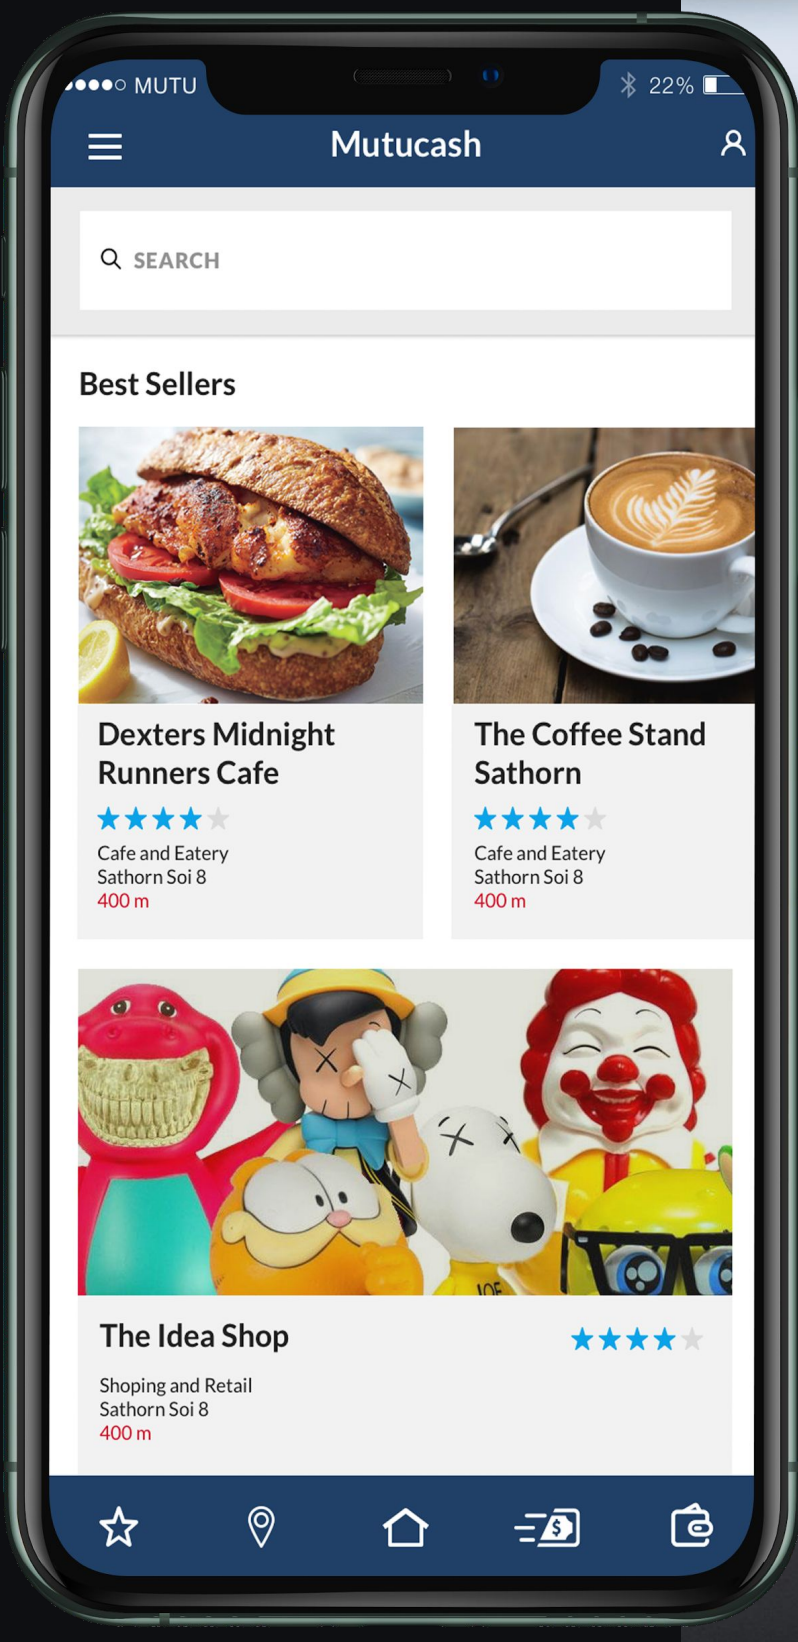 MUTU
22%
Mutucash
SEARCH
Best Sellers
Dexters Midnight
Runners Cafe
Cafe and Eatery
Sathorn Soi 8
400 m
The Coffee Stand
Sathorn
Cafe and Eatery
Sathorn Soi 8
400 m
JOE
The Idea Shop
Shoping and Retail
Sathorn Soi 8
400 m
$